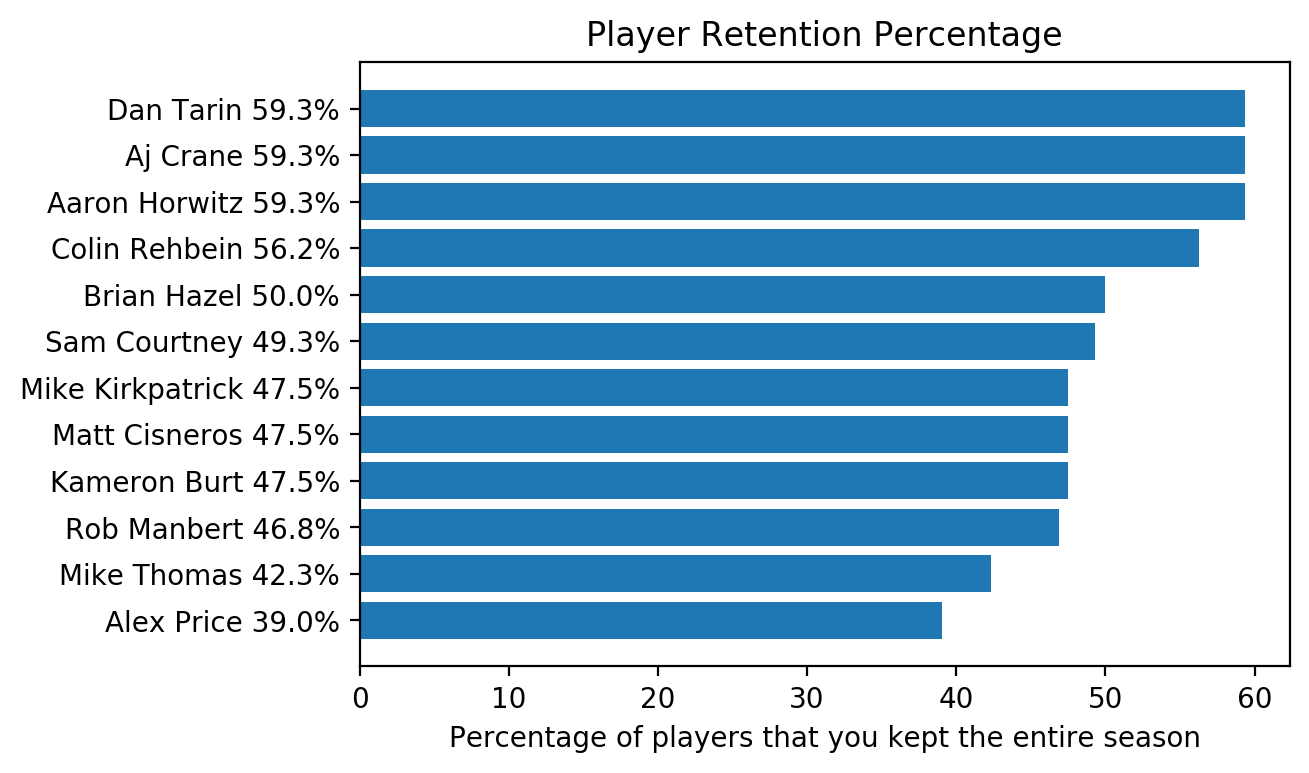 Player Retention Percentage
Dan Tarin 59.3%
Aj Crane 59.3%
Aaron Horwitz 59.3%
Colin Rehbein 56.2%
Brian Hazel 50.0%
Sam Courtney 49.3%
Mike Kirkpatrick 47.5%
Matt Cisneros 47.5%
Kameron Burt 47.5%
Rob Manbert 46.8%
Mike Thomas 42.3%
Alex Price 39.0%
0 10 20 30 40 50 60
Percentage of players that you kept the entire season